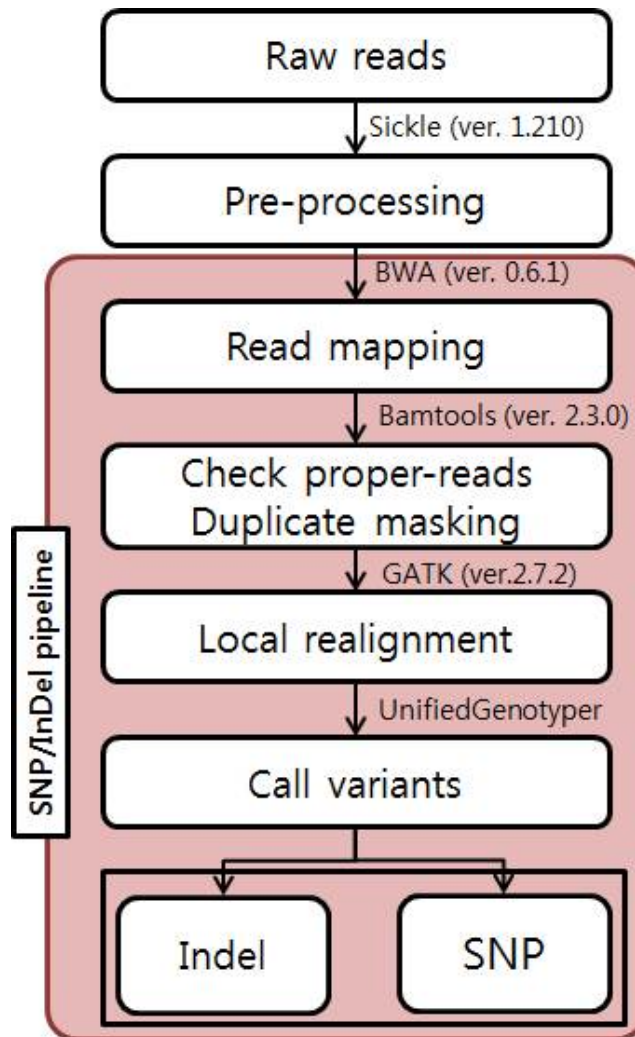 Raw reads
Sickle (ver. 1.210)
Pre-processing
BWA (ver. 0.6.1)
Read mapping
Bamtools (ver. 2.3.0)
Check proper-reads
Duplicate masking
GATK (ver.2.7.2)
Local realignment
UnifiedGenotyper
Call variants
Indel
SNP
SNP/InDel pipeline